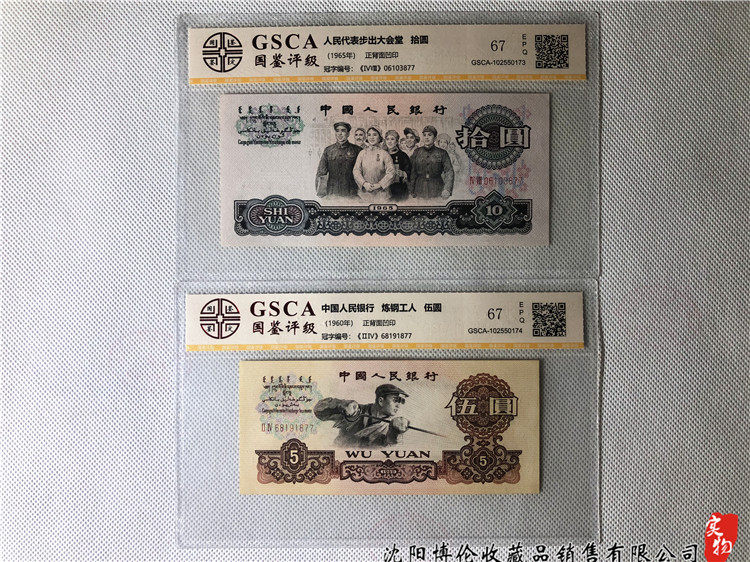 GSCA
国鉴评级
人民代表步出大会堂 拾圆
(1965年) 正背面凹印
冠字编号：《ⅣⅧ》06103877
67
EPQ
GSCA-102550173
中國人民銀行
拾圓
ⅣⅧ06103877
SHI YUAN
1965
10
GSCA
国鉴评级
中国人民银行 炼钢工人 伍圆
(1960年) 正背面凹印
冠字编号：《ⅡⅣ》68191877
67
EPQ
GSCA-102550174
中國人民銀行
伍圓
ⅡⅣ68191877
WU YUAN
5
5
实物
沈阳博伦收藏品销售有限公司